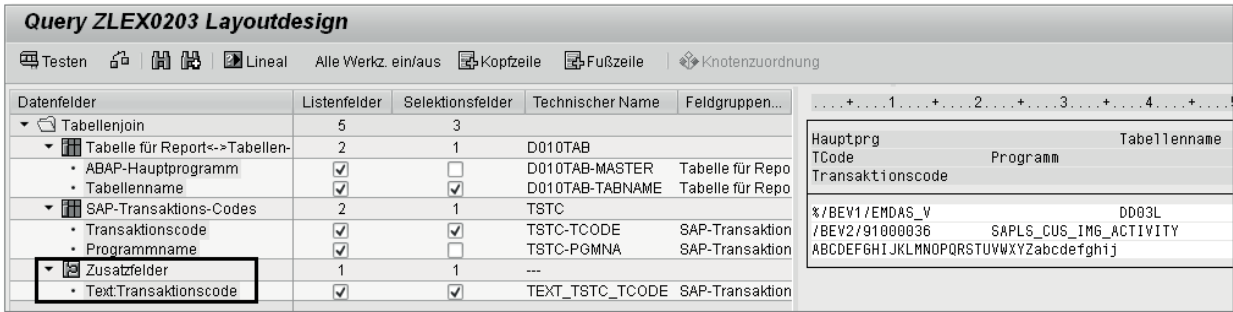 Query ZLEX0203 Layoutdesign
Testen Lineal Alle Werkz. ein/aus Kopfzeile Fußzeile Knotenzuordnung
Datenfelder Listenfelder Selektionsfelder Technischer Name Feldgruppen...
Tabellenjoin 5 3
Tabelle für Report<->Tabellen- 2 1 D010TAB
ABAP-Hauptprogramm D010TAB-MASTER Tabelle für Repo
Tabellenname D010TAB-TABNAME Tabelle für Repo
SAP-Transaktions-Codes 2 1 TSTC
Transaktionscode TSTC-TCODE SAP-Transaktion
Programmname TSTC-PGMNA SAP-Transaktion
Zusatzfelder 1 1 ---
Text:Transaktionscode TEXT_TSTC_TCODE SAP-Transaktion
....+....1....+....2....+....3....+....4....+....5
Hauptprg Tabellenname
TCode Programm
Transaktionscode
%/BEV1/EMDAS_V DD03L
/BEV2/91000036 SAPLS_CUS_IMG_ACTIVITY
ABCDEFGHIJKLMNOPQRSTUVWXYZabcdefghij